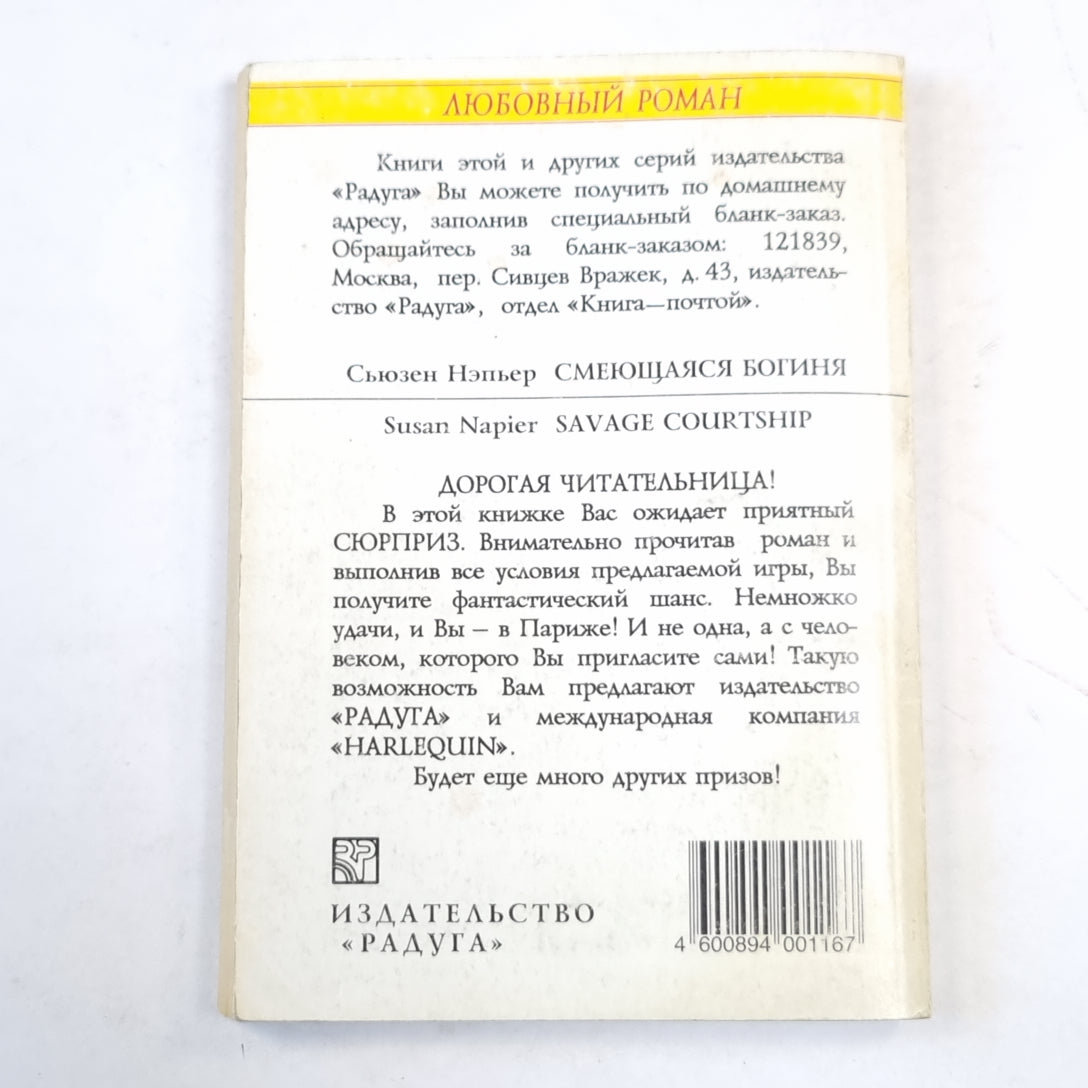 ЛЮБОВНЫЙ РОМАН
Книги этой и других серий издательства
«Радуга» Вы можете получить по домашнему
адресу, заполнив специальный бланк-заказ.
Обращайтесь за бланк-заказом: 121839,
Москва, пер. Сивцев Вражек, д. 43, издатель-
ство «Радуга», отдел «Книга—почтой».
Сьюзен Нэпьер СМЕЮЩАЯСЯ БОГИНЯ
Susan Napier SAVAGE COURTSHIP
ДОРОГАЯ ЧИТАТЕЛЬНИЦА!
В этой книжке Вас ожидает приятный
СЮРПРИЗ. Внимательно прочитав роман и
выполнив все условия предлагаемой игры, Вы
получите фантастический шанс. Немножко
удачи, и Вы – в Париже! И не одна, а с чело-
веком, которого Вы пригласите сами! Такую
возможность Вам предлагают издательство
«РАДУГА» и международная компания
«HARLEQUIN».
Будет еще много других призов!
RP
ИЗДАТЕЛЬСТВО
«РАДУГА»
4 600894 001167